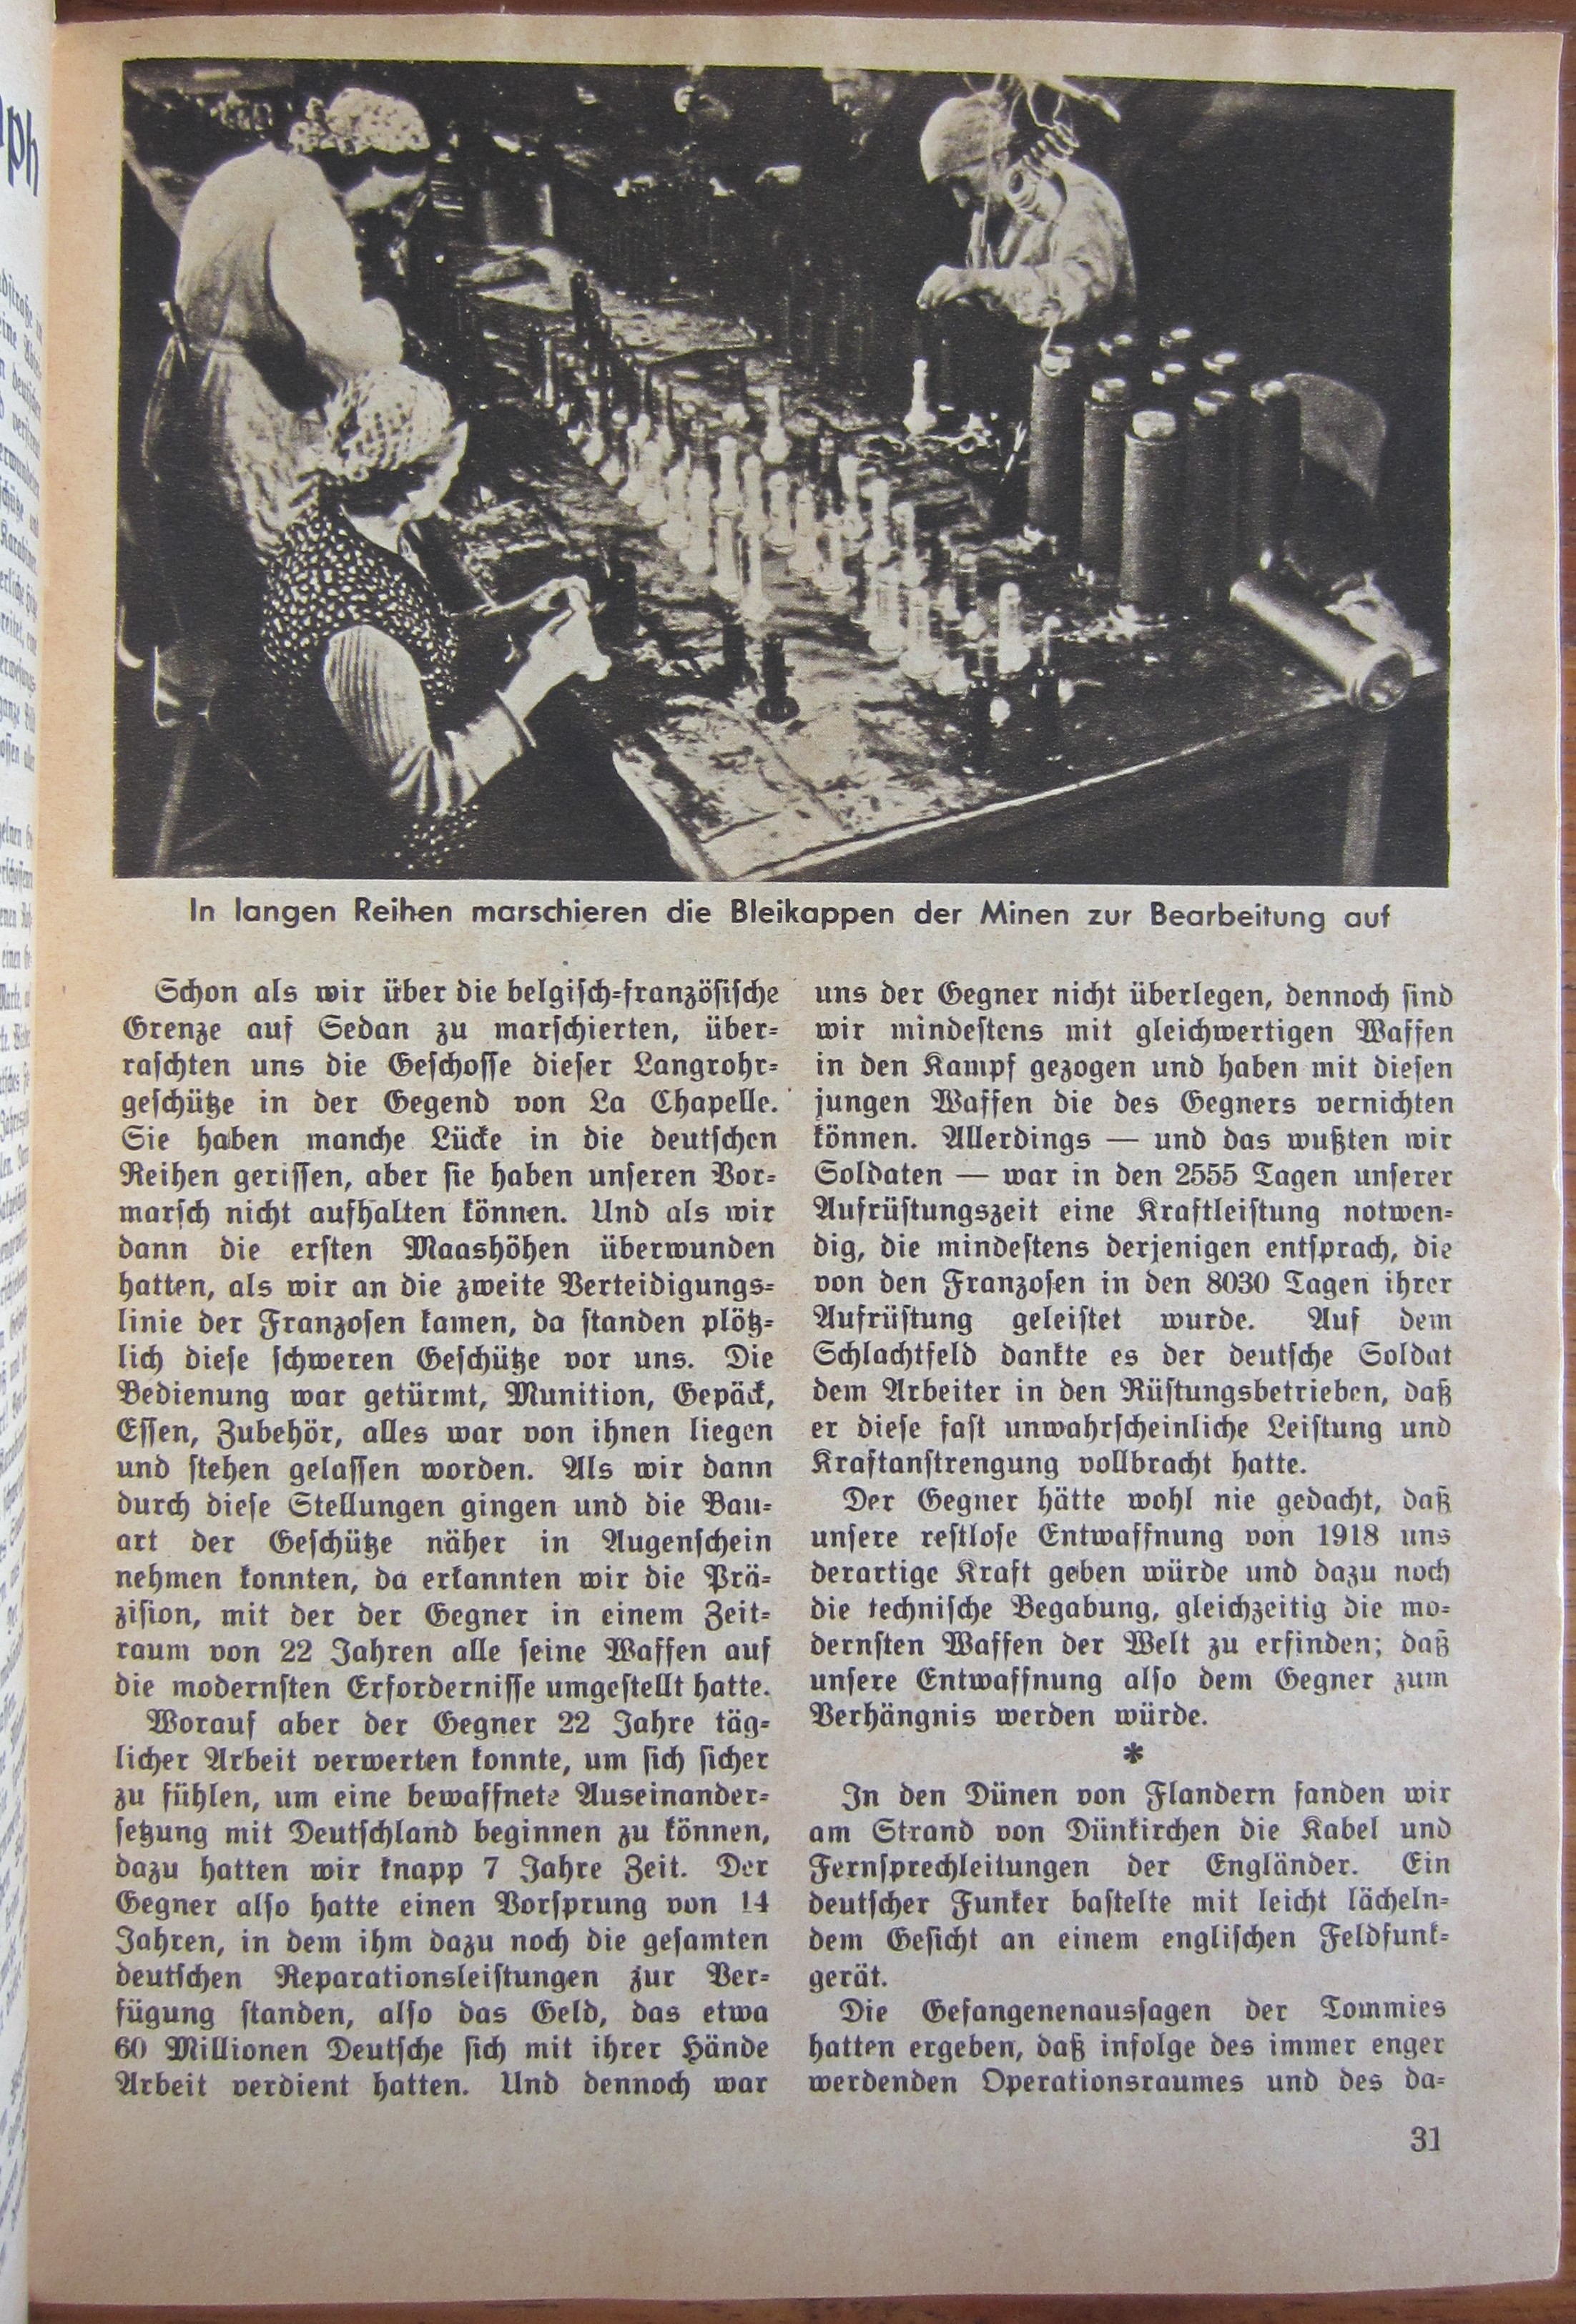 In langen Reihen marschieren die Bleikappen der Minen zur Bearbeitung auf
Schon als wir über die belgisch-französische
Grenze auf Sedan zu marschierten, über-
raschten uns die Geschosse dieser Langrohr-
geschütze in der Gegend von La Chapelle.
Sie haben manche Lücke in die deutschen
Reihen gerissen, aber sie haben unseren Vor-
marsch nicht aufhalten können. Und als wir
dann die ersten Maashöhen überwunden
hatten, als wir an die zweite Verteidigungs-
linie der Franzosen kamen, da standen plötz-
lich diese schweren Geschütze vor uns. Die
Bedienung war getürmt, Munition, Gepäck,
Essen, Zubehör, alles war von ihnen liegen
und stehen gelassen worden. Als wir dann
durch diese Stellungen gingen und die Bau-
art der Geschütze näher in Augenschein
nehmen konnten, da erkannten wir die Prä-
zision, mit der der Gegner in einem Zeit-
raum von 22 Jahren alle seine Waffen auf
die modernsten Erfordernisse umgestellt hatte.
Worauf aber der Gegner 22 Jahre täg-
licher Arbeit verwerten konnte, um sich sicher
zu fühlen, um eine bewaffnete Auseinander-
setzung mit Deutschland beginnen zu können,
dazu hatten wir knapp 7 Jahre Zeit. Der
Gegner also hatte einen Vorsprung von 14
Jahren, in dem ihm dazu noch die gesamten
deutschen Reparationsleistungen zur Ver-
fügung standen, also das Geld, das etwa
60 Millionen Deutsche sich mit ihrer Hände
Arbeit verdient hatten. Und dennoch war
uns der Gegner nicht überlegen, dennoch sind
wir mindestens mit gleichwertigen Waffen
in den Kampf gezogen und haben mit diesen
jungen Waffen die des Gegners vernichten
können. Allerdings — und das wußten wir
Soldaten — war in den 2555 Tagen unserer
Aufrüstungszeit eine Kraftleistung notwen-
dig, die mindestens derjenigen entsprach, die
von den Franzosen in den 8030 Tagen ihrer
Aufrüstung geleistet wurde. Auf dem
Schlachtfeld dankte es der deutsche Soldat
dem Arbeiter in den Rüstungsbetrieben, daß
er diese fast unwahrscheinliche Leistung und
Kraftanstrengung vollbracht hatte.
Der Gegner hätte wohl nie gedacht, daß
unsere restlose Entwaffnung von 1918 uns
derartige Kraft geben würde und dazu noch
die technische Begabung, gleichzeitig die mo-
dernsten Waffen der Welt zu erfinden; daß
unsere Entwaffnung also dem Gegner zum
Verhängnis werden würde.
*
In den Dünen von Flandern fanden wir
am Strand von Dünkirchen die Kabel und
Fernsprechleitungen der Engländer. Ein
deutscher Funker bastelte mit leicht lächeln-
dem Gesicht an einem englischen Feldfunk-
gerät.
Die Gefangenenaussagen der Tommies
hatten ergeben, daß infolge des immer enger
werdenden Operationsraumes und des da-
31